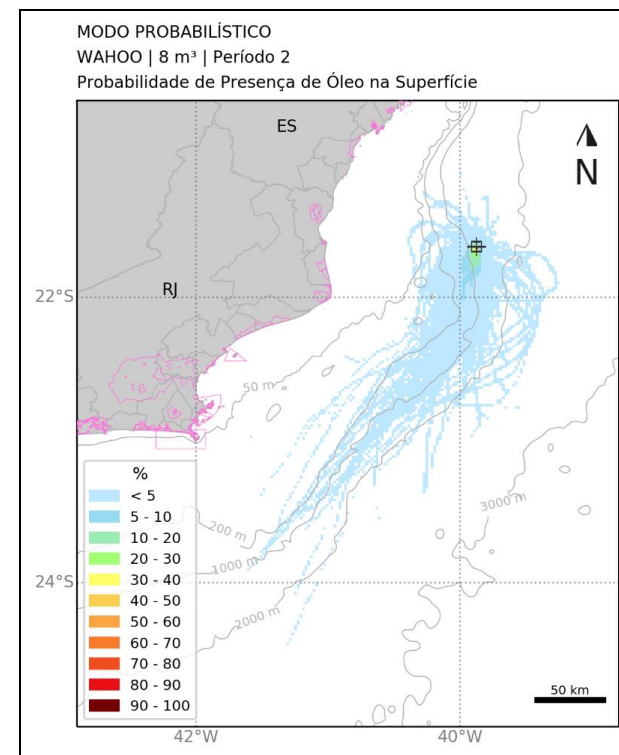 MODO PROBABILÍSTICO
WAHOO | 8 m³ | Período 2
Probabilidade de Presença de Óleo na Superfície
ES
N
RJ
22°S
50 m
%
< 5
5 - 10
10 - 20
20 - 30
30 - 40
40 - 50
50 - 60
60 - 70
70 - 80
80 - 90
90 - 100
200 m
1000 m
2000 m
3000 m
24°S
50 km
42°W
40°W